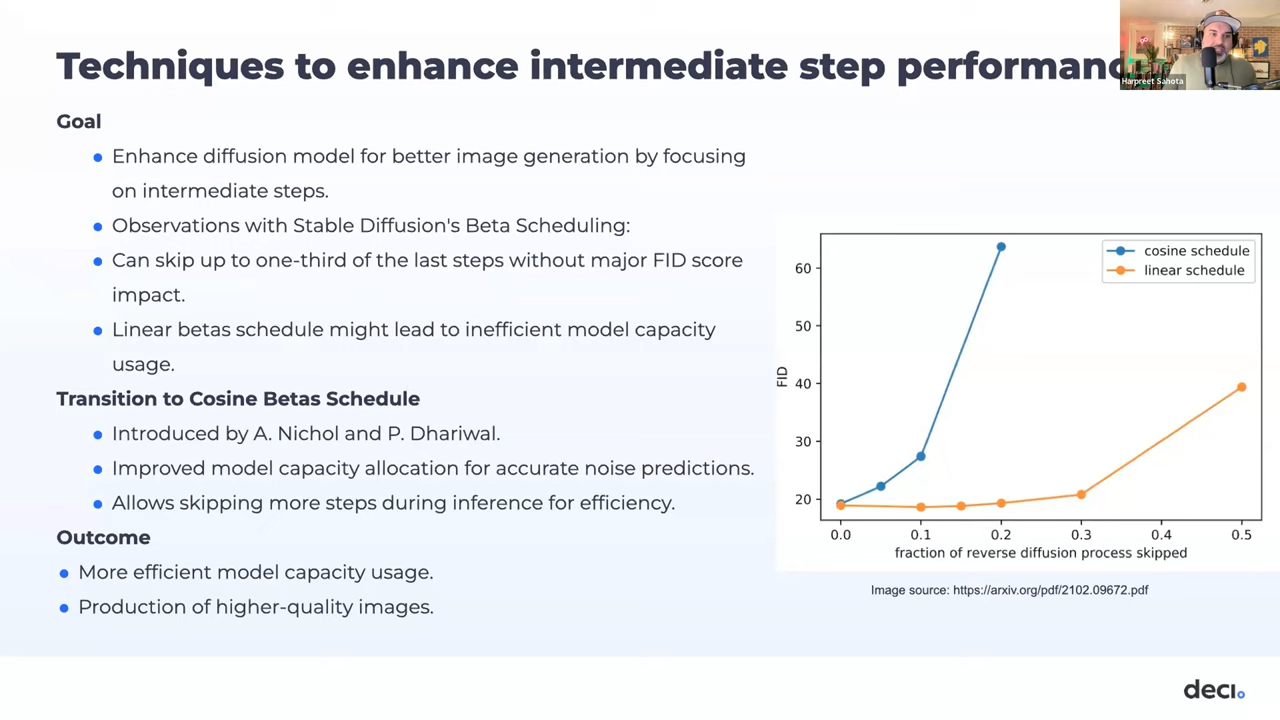 Techniques to enhance intermediate step performanc
Harpreet Sahota
Goal
Enhance diffusion model for better image generation by focusing
on intermediate steps.
Observations with Stable Diffusion's Beta Scheduling:
Can skip up to one-third of the last steps without major FID score
impact.
Linear betas schedule might lead to inefficient model capacity
usage.
Transition to Cosine Betas Schedule
Introduced by A. Nichol and P. Dhariwal.
Improved model capacity allocation for accurate noise predictions.
Allows skipping more steps during inference for efficiency.
Outcome
More efficient model capacity usage.
Production of higher-quality images.
cosine schedule
linear schedule
60
50
40
30
20
FID
0.0 0.1 0.2 0.3 0.4 0.5
fraction of reverse diffusion process skipped
Image source: https://arxiv.org/pdf/2102.09672.pdf
deci.